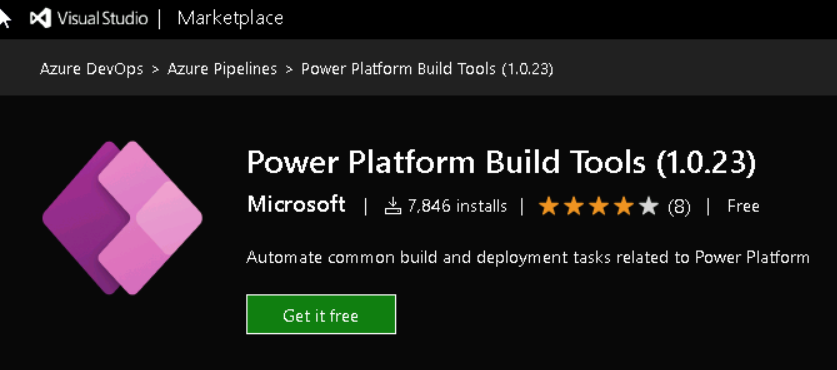 Visual Studio | Marketplace
Azure DevOps > Azure Pipelines > Power Platform Build Tools (1.0.23)
Power Platform Build Tools (1.0.23)
Microsoft | 7,846 installs | (8) | Free
Automate common build and deployment tasks related to Power Platform
Get it free